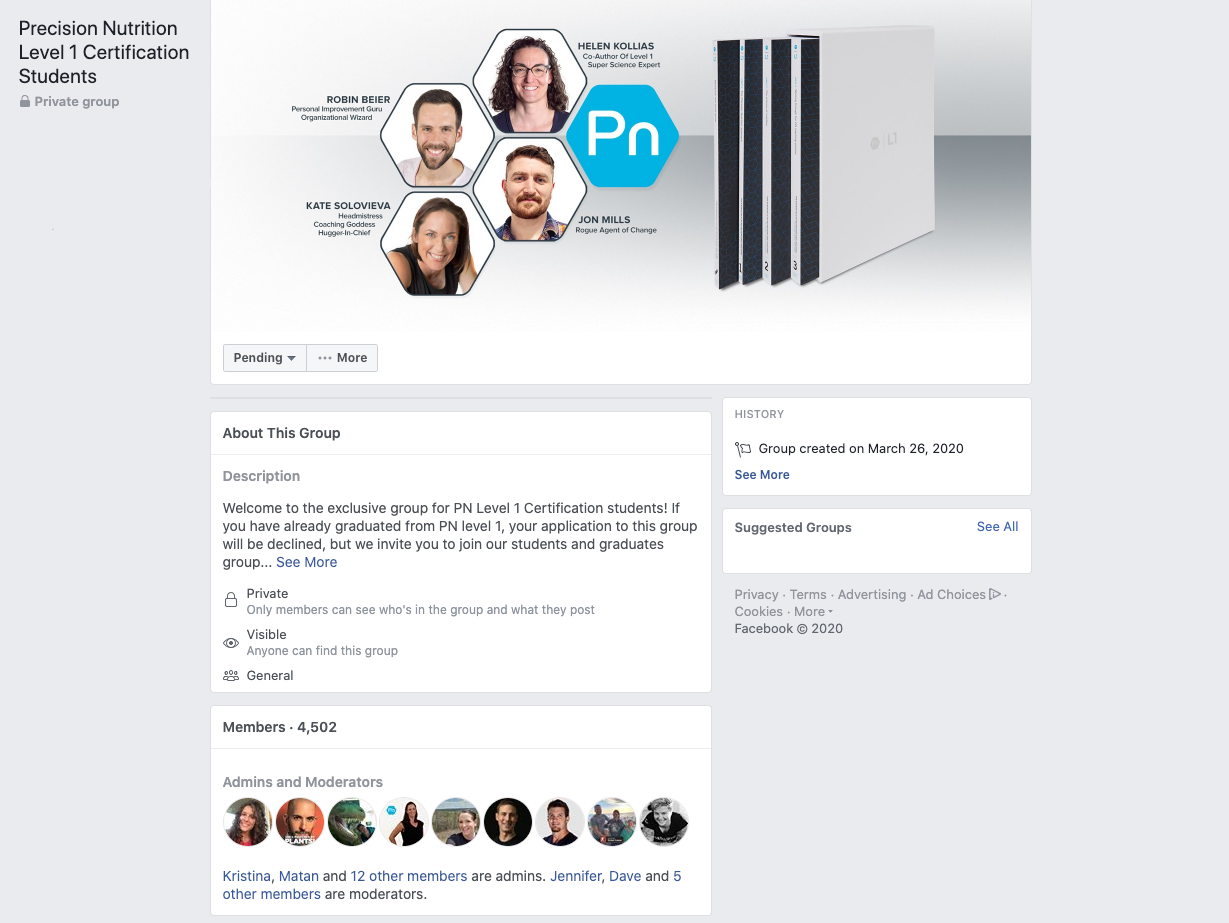 Precision Nutrition
Level 1 Certification
Students
Private group
HELEN KOLLIAS
Co-Author Of Level 1
Super Science Expert
ROBIN BEIER
Personal Improvement Guru
Organizational Wizard
Pn
KATE SOLOVIEVA
Headmistress
Coaching Goddess
Hugger-In-Chief
JON MILLS
Rogue Agent of Change
L1
1
2
3
Pending
More
About This Group
Description
Welcome to the exclusive group for PN Level 1 Certification students! If
you have already graduated from PN level 1, your application to this group
will be declined, but we invite you to join our students and graduates
group... See More
Private
Only members can see who's in the group and what they post
Visible
Anyone can find this group
General
Members · 4,502
Admins and Moderators
PLANTS
Kristina, Matan and 12 other members are admins. Jennifer, Dave and 5
other members are moderators.
HISTORY
Group created on March 26, 2020
See More
Suggested Groups
See All
Privacy · Terms · Advertising · Ad Choices ·
Cookies · More
Facebook © 2020